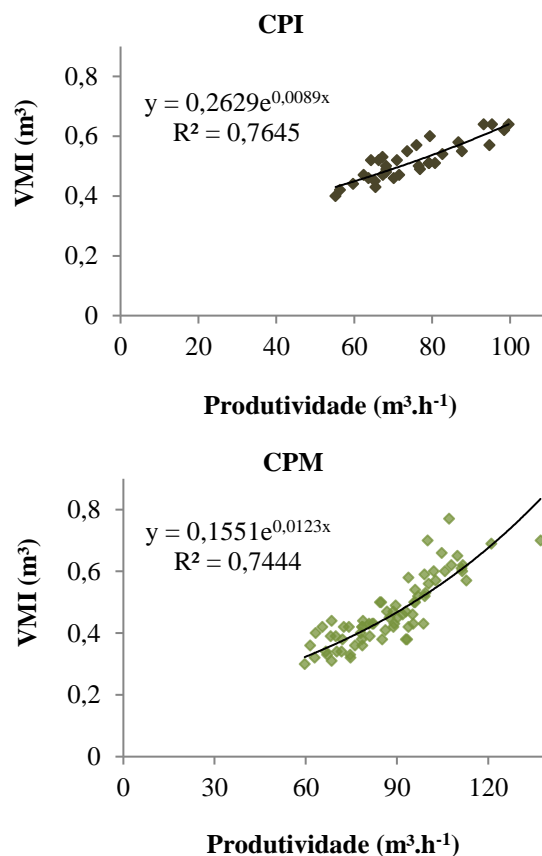 CPI
0,8
y = 0,2629e^0,0089x
R² = 0,7645
0,6
0,4
0,2
0
0 20 40 60 80 100
VMI (m³)
Produtividade (m³.h⁻¹)
CPM
0,8
y = 0,1551e^0,0123x
R² = 0,7444
0,6
0,4
0,2
0
0 30 60 90 120
VMI (m³)
Produtividade (m³.h⁻¹)